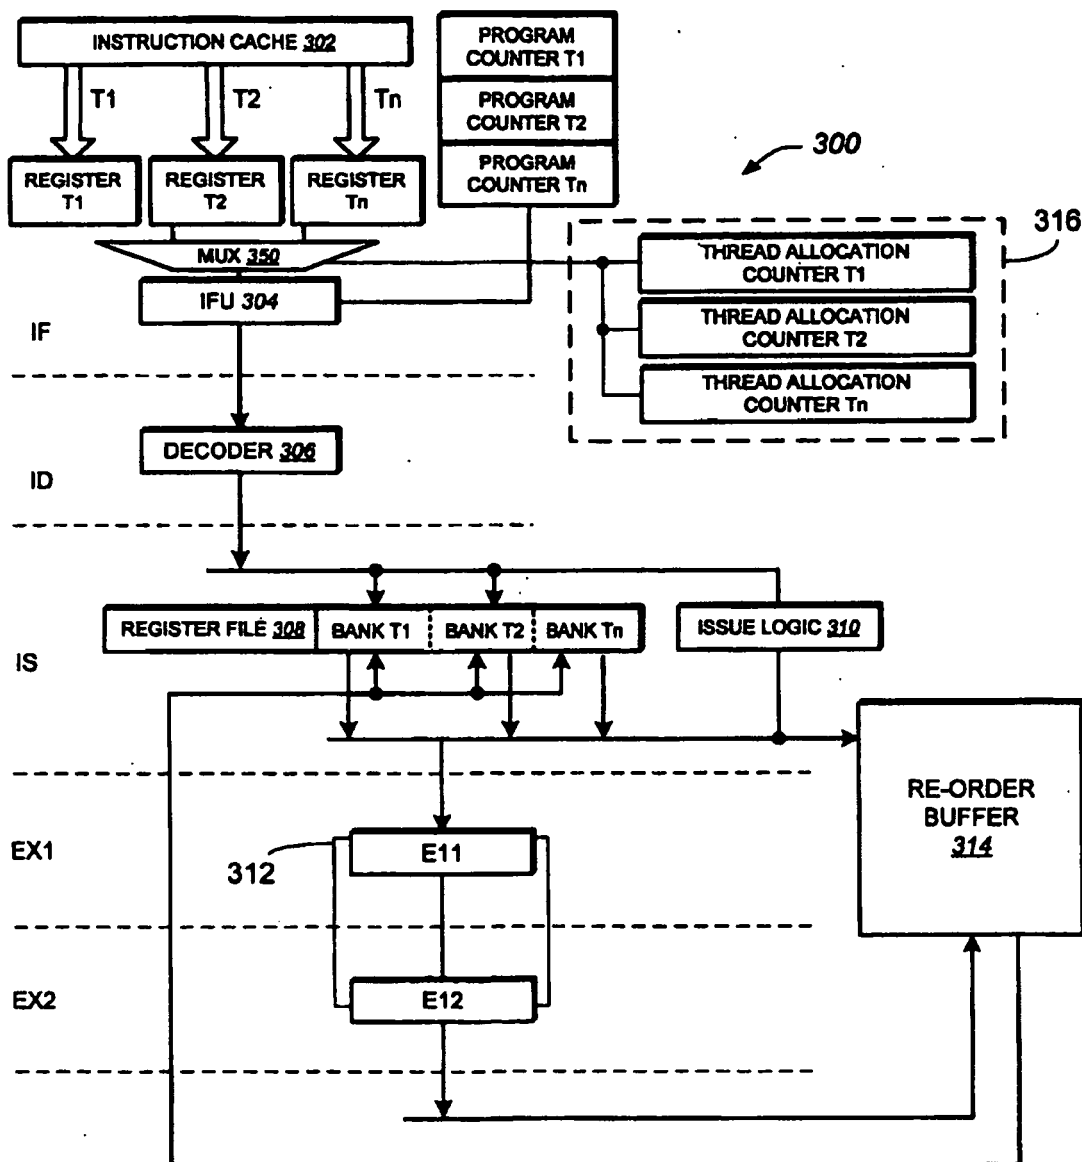 INSTRUCTION CACHE 302
PROGRAM
COUNTER T1
PROGRAM
COUNTER T2
PROGRAM
COUNTER Tn
T1
T2
Tn
REGISTER
T1
REGISTER
T2
REGISTER
Tn
300
316
MUX 350
IFU 304
THREAD ALLOCATION
COUNTER T1
THREAD ALLOCATION
COUNTER T2
THREAD ALLOCATION
COUNTER Tn
IF
DECODER 306
ID
REGISTER FILE 308
BANK T1
BANK T2
BANK Tn
ISSUE LOGIC 310
IS
RE-ORDER
BUFFER
314
EX1
312
E11
EX2
E12